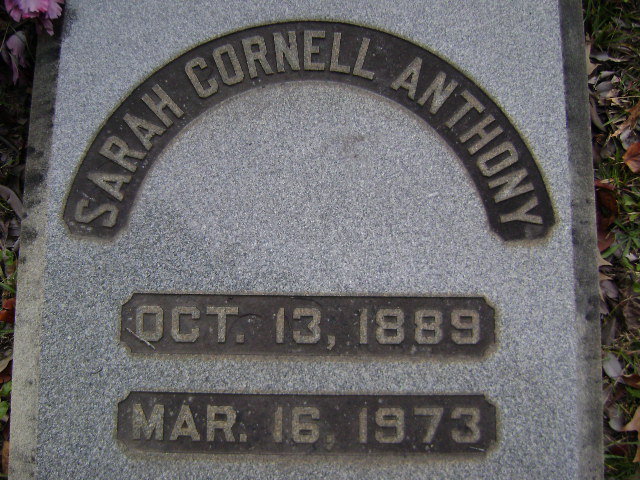 SARAH CORNELL ANTHONY
OCT. 13, 1889
MAR. 16, 1973